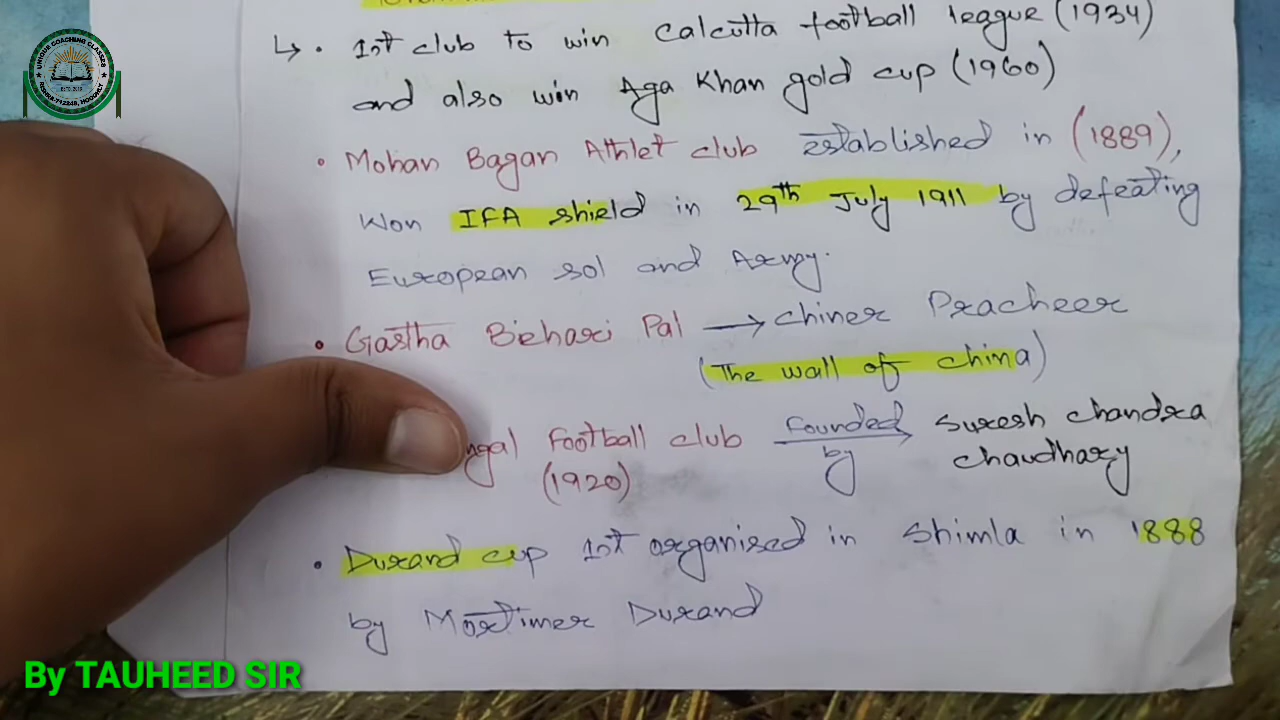 ↳ • 1st club to win Calcutta football league (1934)
and also win Aga Khan gold cup (1960)
• Mohan Bagan Athlet club established in (1889),
Won IFA shield in 29th July 1911 by defeating
European sol and Army.
• Gastha Biehari Pal → chiner Pracheer
(The wall of china)
ngal Football club founded by → Suresh chandra
(1920) chaudhary
• Durand cup 1st organised in Shimla in 1888
by Mortimer Durand
UNIQUE COACHING CLASSES
By TAUHEED SIR